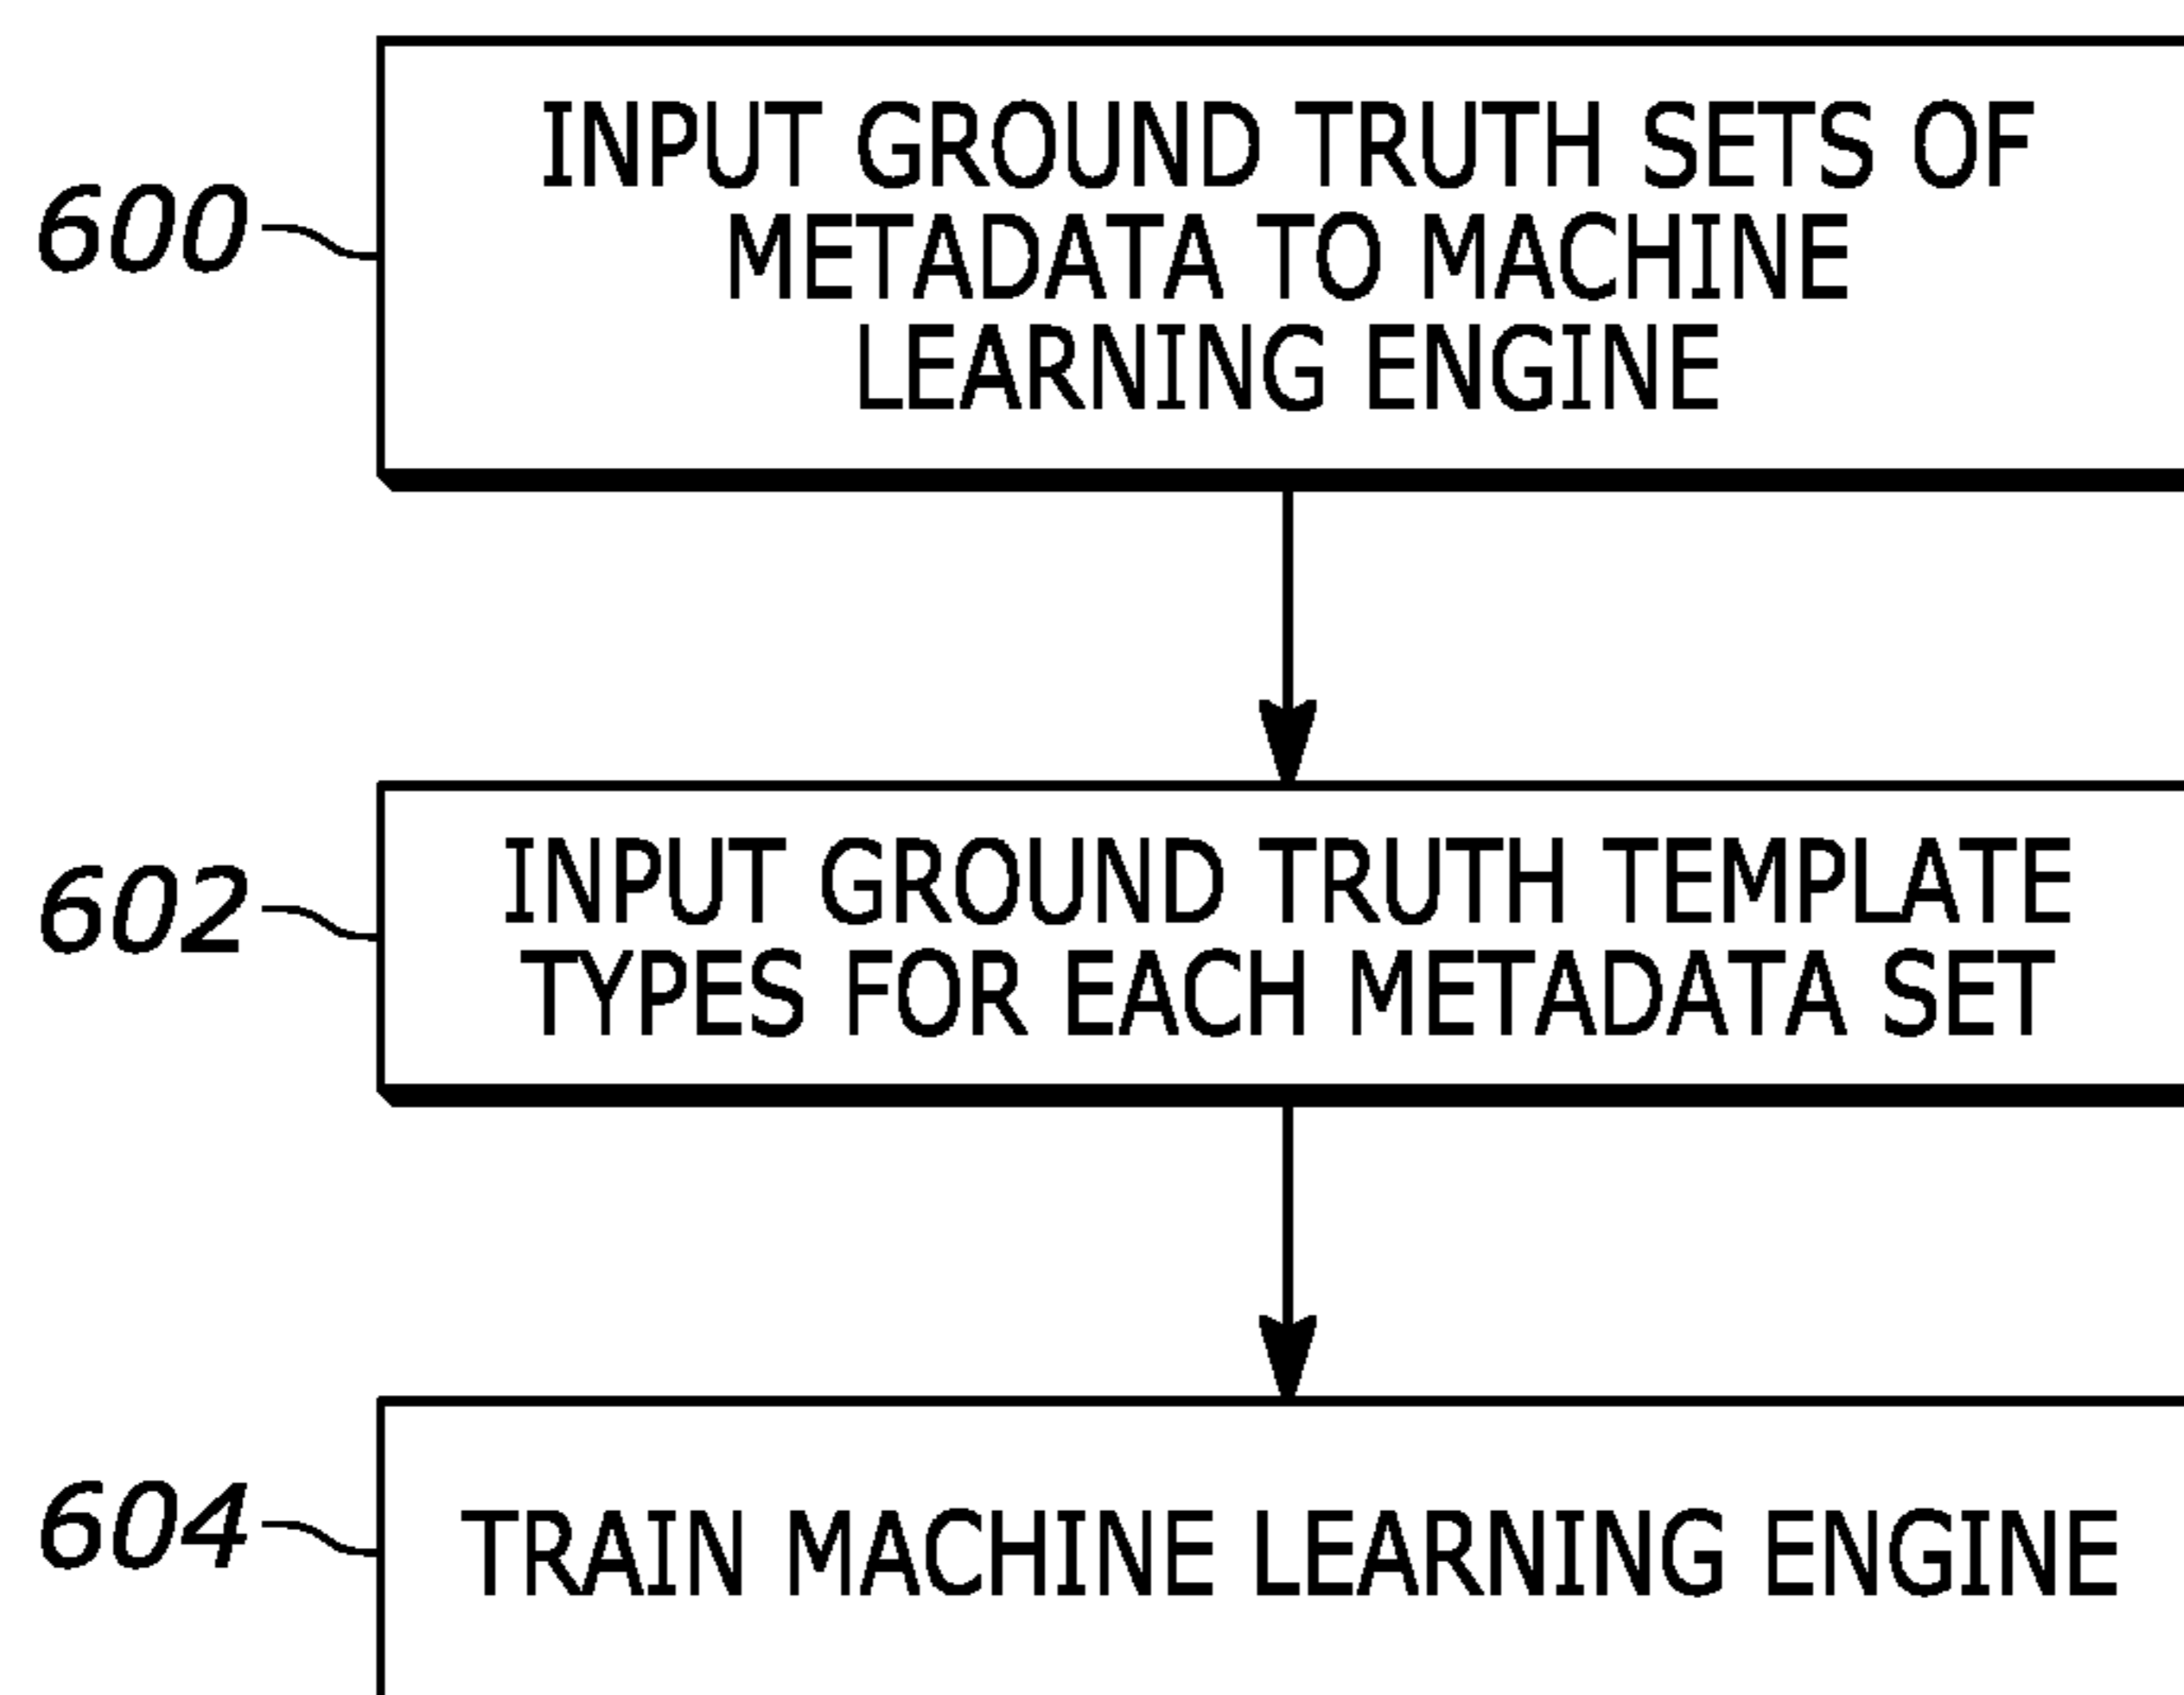 600
INPUT GROUND TRUTH SETS OF
METADATA TO MACHINE
LEARNING ENGINE
602
INPUT GROUND TRUTH TEMPLATE
TYPES FOR EACH METADATA SET
604
TRAIN MACHINE LEARNING ENGINE